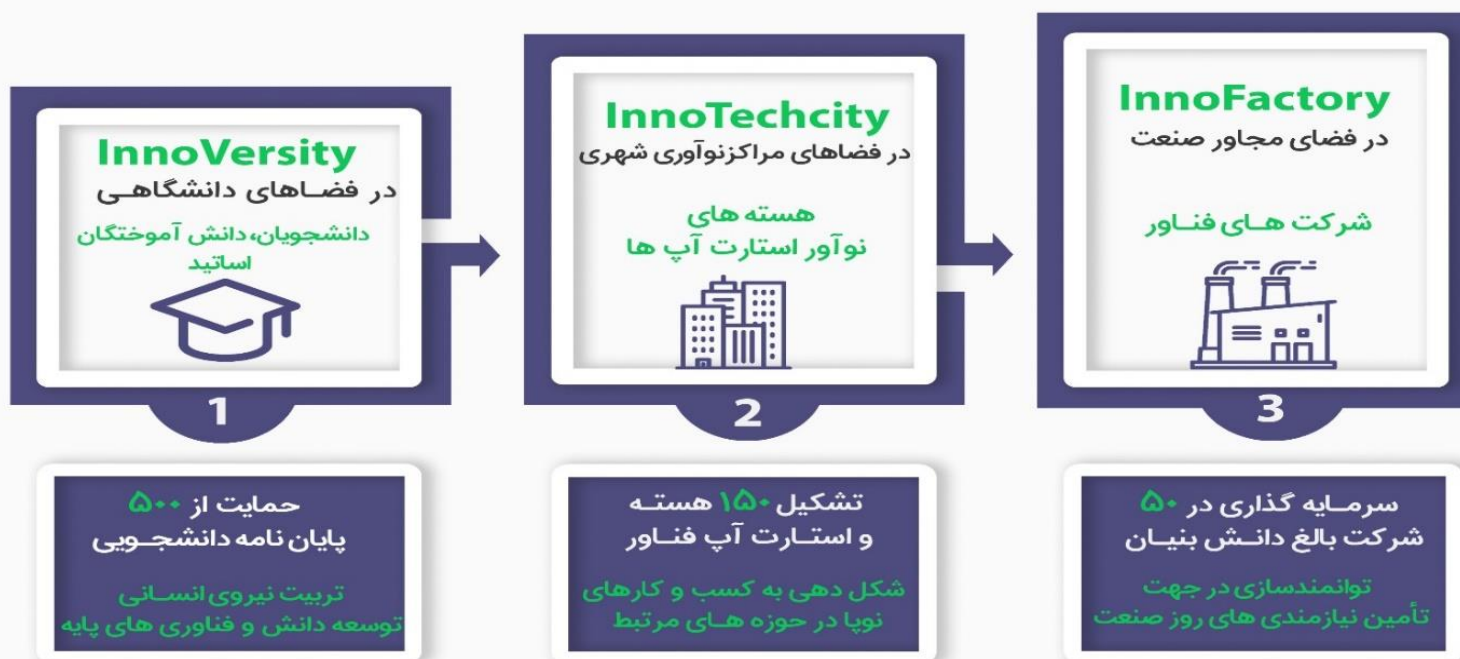 InnoVersity
در فضاهای دانشگاهی
دانشجویان، دانش آموختگان
اساتید
1
حمایت از ۵۰۰
پایان نامه دانشجویی
تربیت نیروی انسانی
توسعه دانش و فناوری های پایه
InnoTechcity
در فضاهای مراکزنوآوری شهری
هسته های
نوآور استارت آپ ها
2
تشکیل ۱۵۰ هسته
و استارت آپ فناور
شکل دهی به کسب و کارهای
نوپا در حوزه های مرتبط
InnoFactory
در فضای مجاور صنعت
شرکت های فناور
3
سرمایه گذاری در ۵۰
شرکت بالغ دانش بنیان
توانمندسازی در جهت
تأمین نیازمندی های روز صنعت